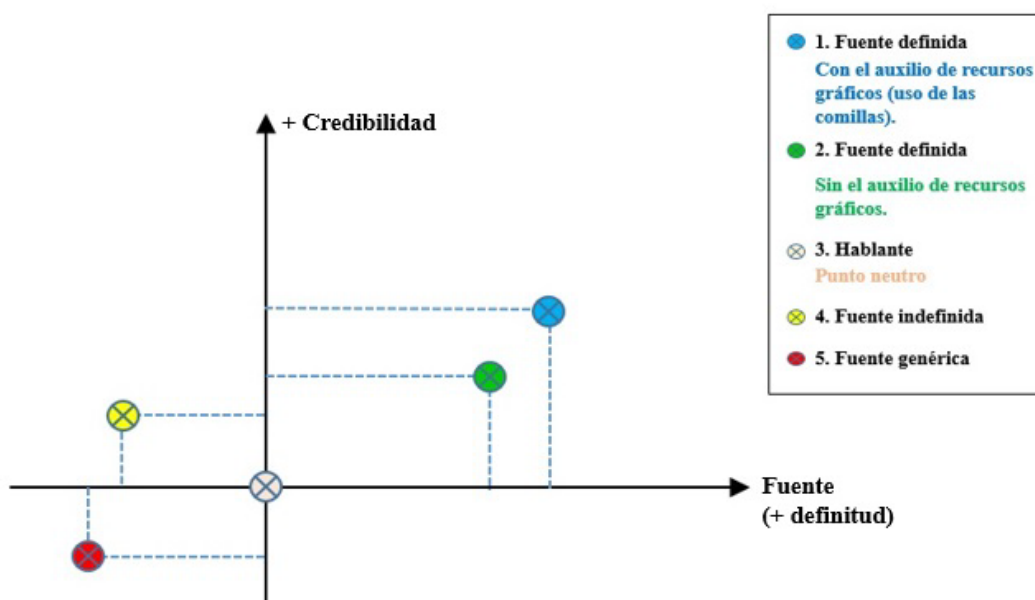 + Credibilidad
Fuente
(+ definitud)
1. Fuente definida
Con el auxilio de recursos
gráficos (uso de las
comillas).
2. Fuente definida
Sin el auxilio de recursos
gráficos.
3. Hablante
Punto neutro
4. Fuente indefinida
5. Fuente genérica